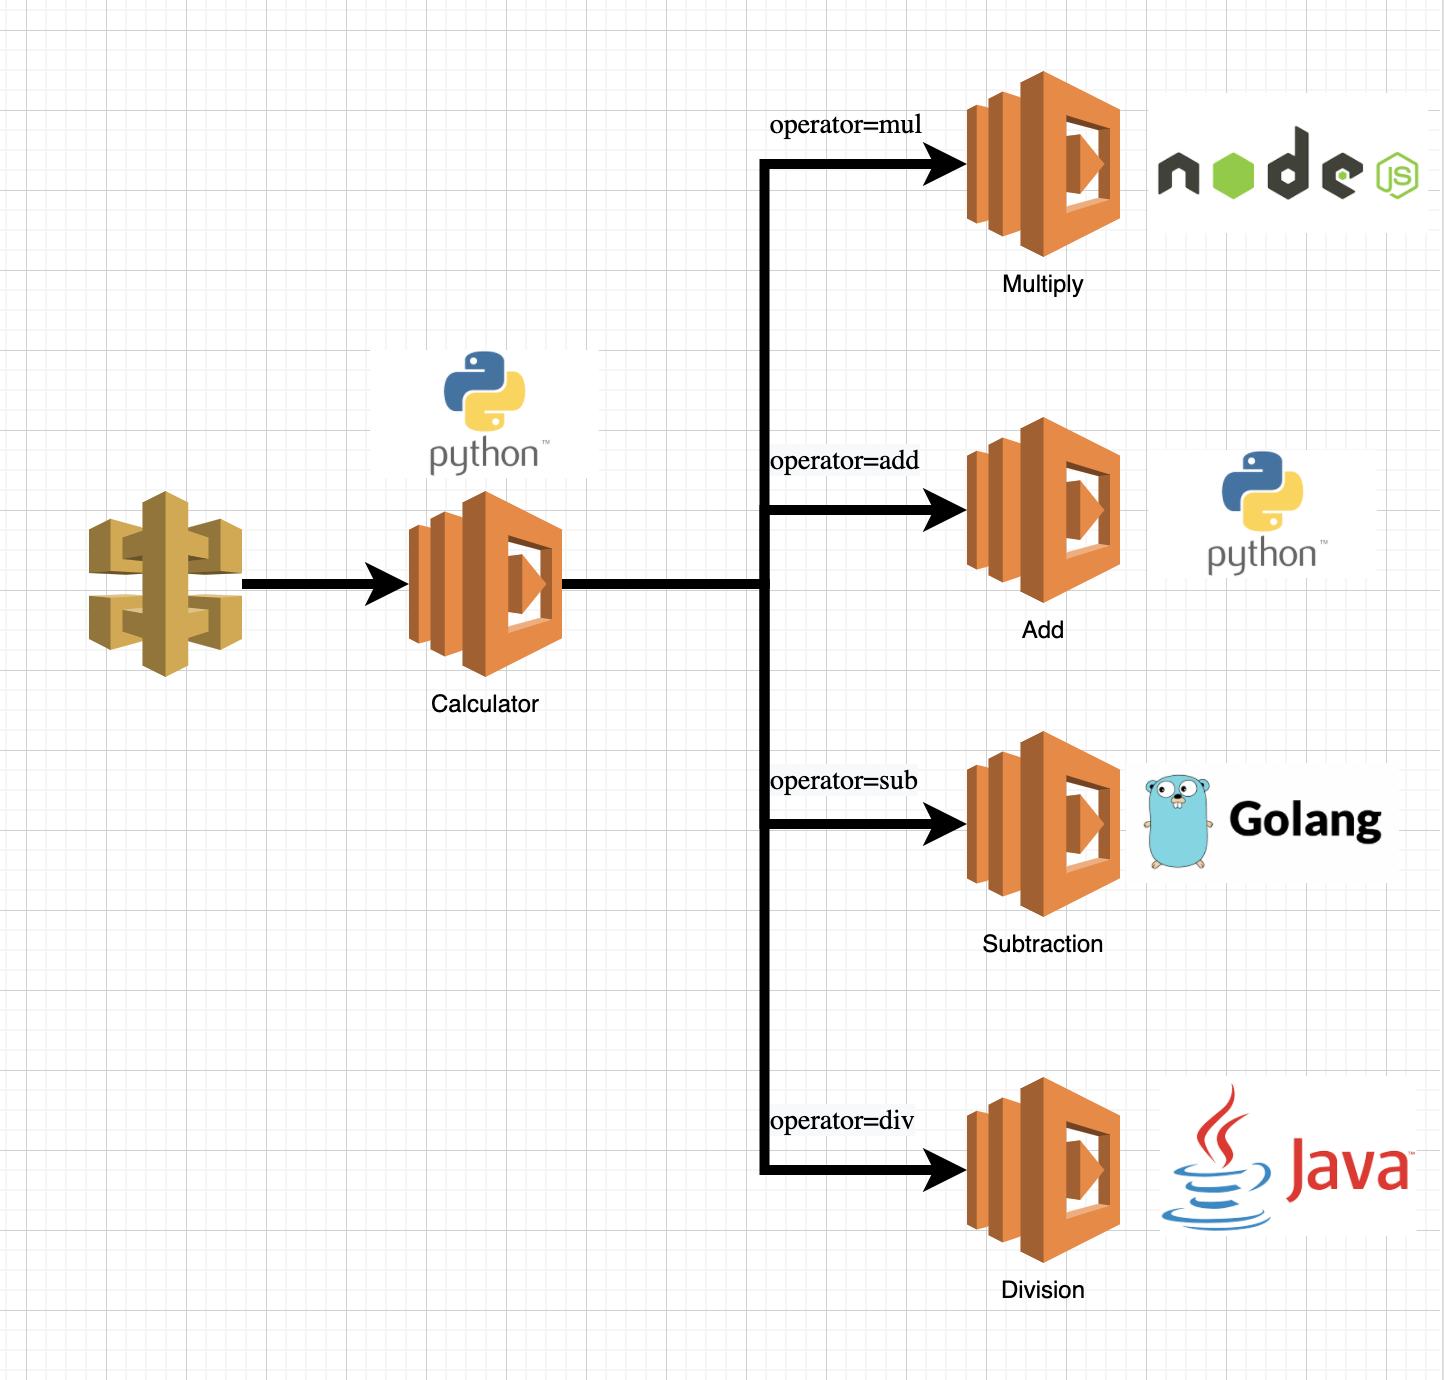 operator=mul
node
JS
Multiply
python™
operator=add
python™
Calculator
Add
operator=sub
Golang
Subtraction
operator=div
Java™
Division